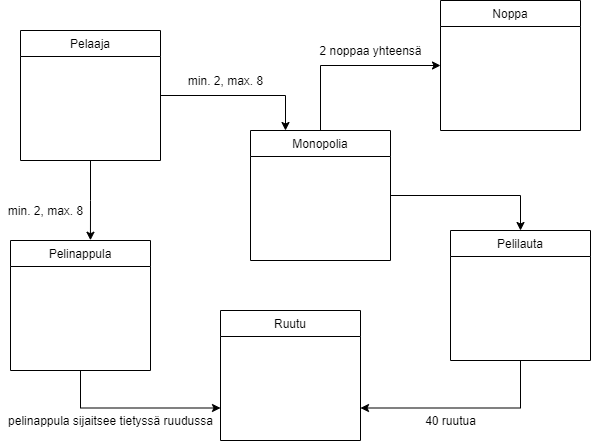 Noppa
Pelaaja
2 noppaa yhteensä
min. 2, max. 8
Monopolia
min. 2, max. 8
Pelinappula
Pelilauta
Ruutu
pelinappula sijaitsee tietyssä ruudussa
40 ruutua